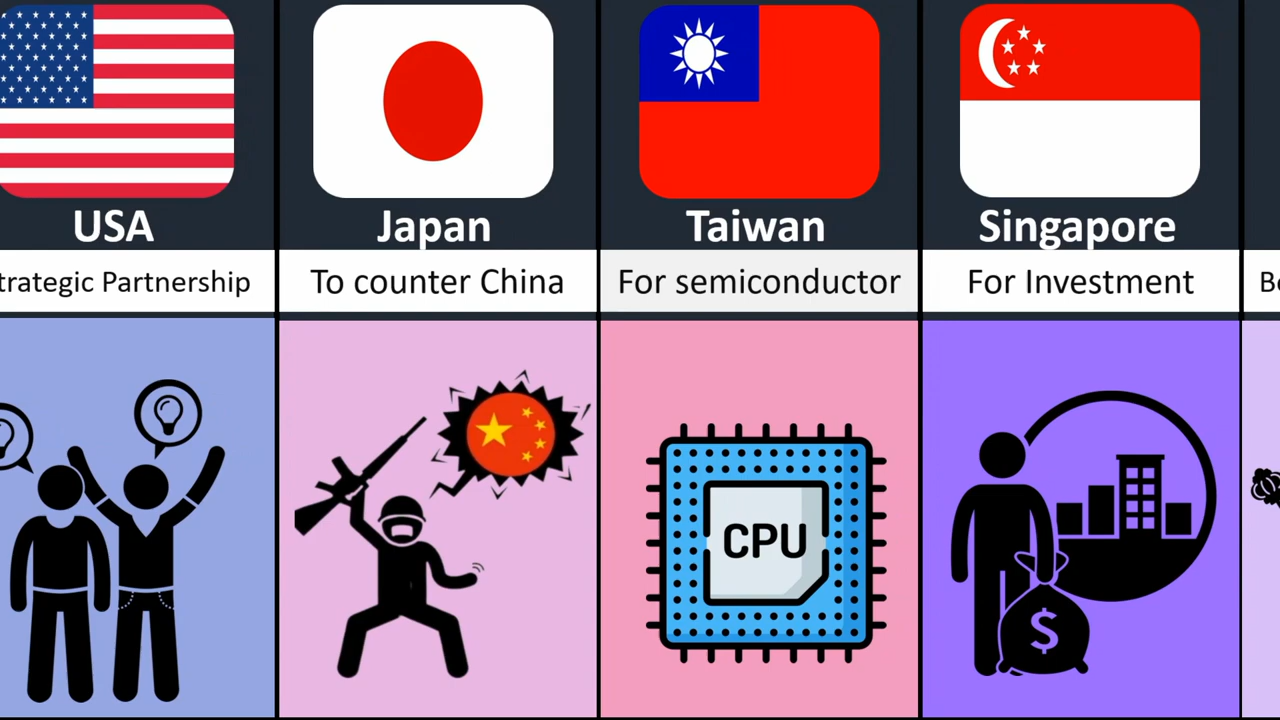 USA
Japan
Taiwan
Singapore
trategic Partnership
To counter China
For semiconductor
For Investment
CPU
$